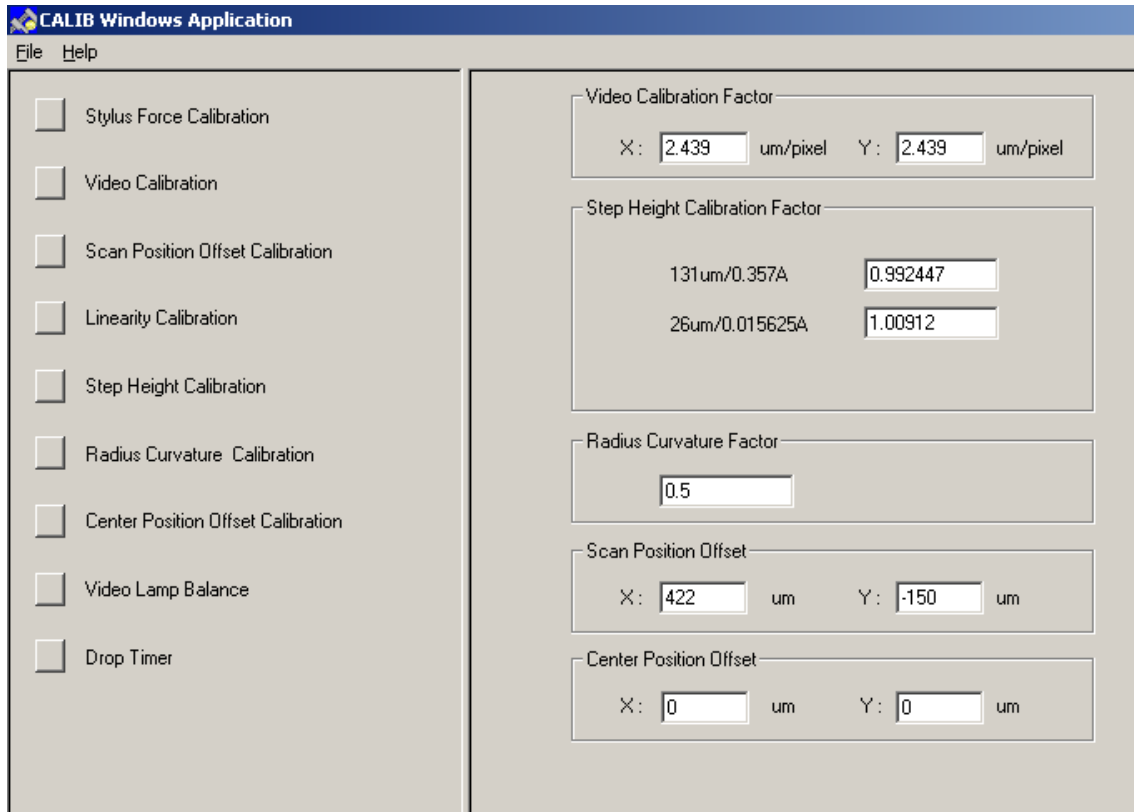 CALIB Windows Application
File Help
Stylus Force Calibration
Video Calibration
Scan Position Offset Calibration
Linearity Calibration
Step Height Calibration
Radius Curvature Calibration
Center Position Offset Calibration
Video Lamp Balance
Drop Timer
Video Calibration Factor
X: 2.439 um/pixel Y: 2.439 um/pixel
Step Height Calibration Factor
131um/0.357A 0.992447
26um/0.015625A 1.00912
Radius Curvature Factor
0.5
Scan Position Offset
X: 422 um Y: -150 um
Center Position Offset
X: 0 um Y: 0 um